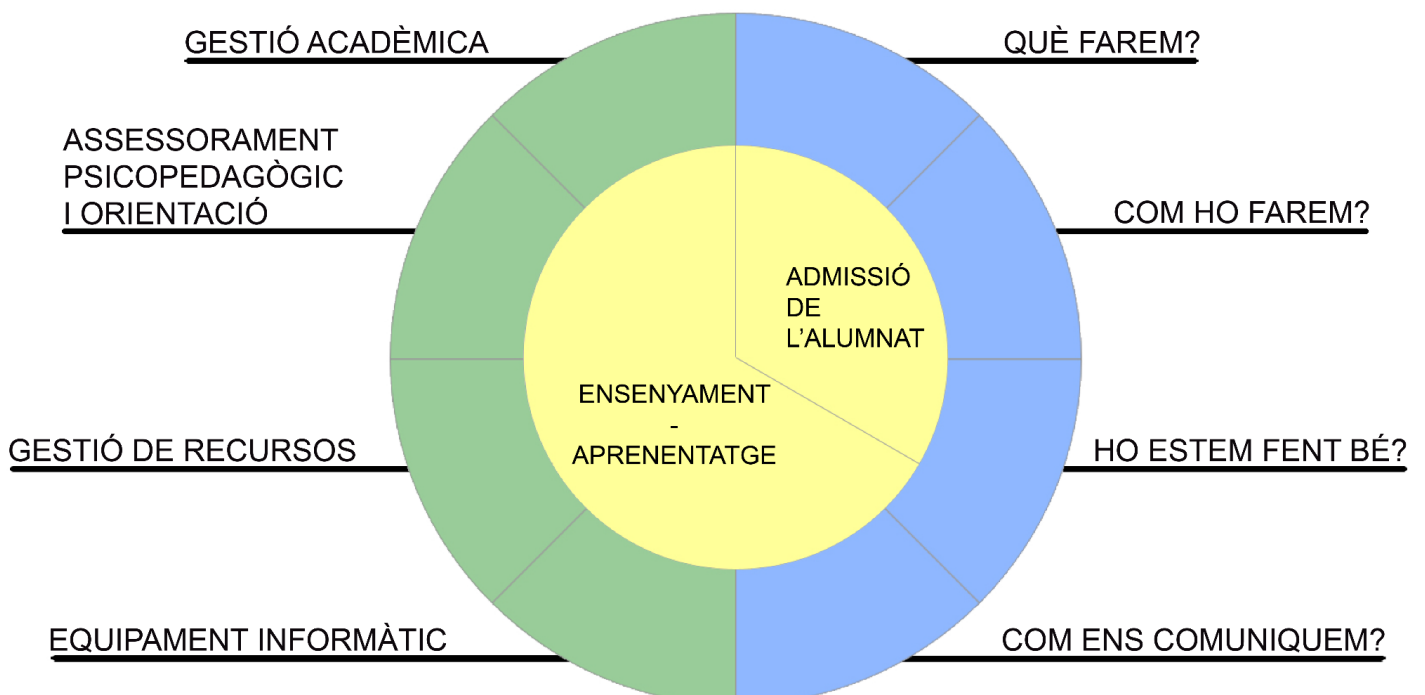 GESTIÓ ACADÈMICA
QUÈ FAREM?
ASSESSORAMENT
PSICOPEDAGÒGIC
I ORIENTACIÓ
COM HO FAREM?
ADMISSIÓ
DE
L'ALUMNAT
ENSENYAMENT
-
APRENENTATGE
GESTIÓ DE RECURSOS
HO ESTEM FENT BÉ?
EQUIPAMENT INFORMÀTIC
COM ENS COMUNIQUEM?